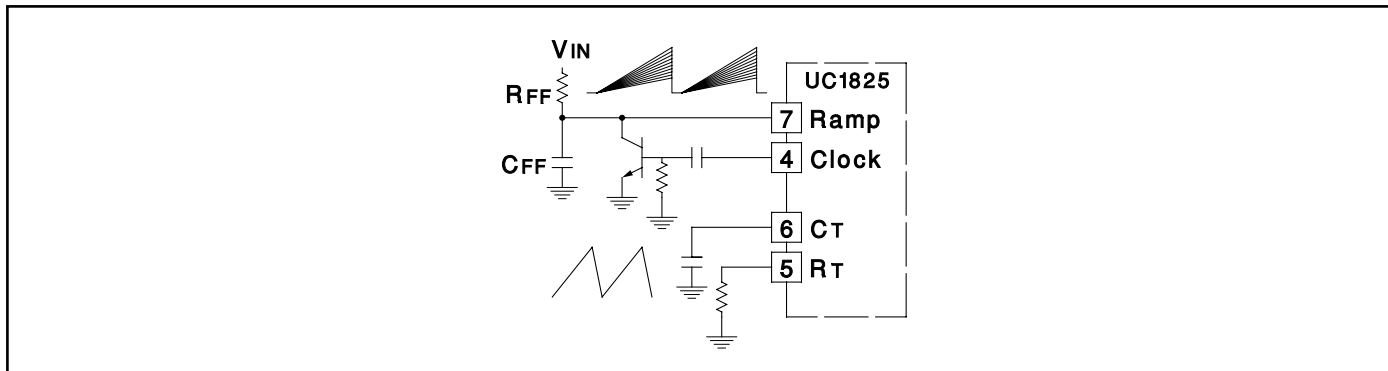 VIN
RFF
CFF
UC1825
7 Ramp
4 Clock
6 CT
5 RT